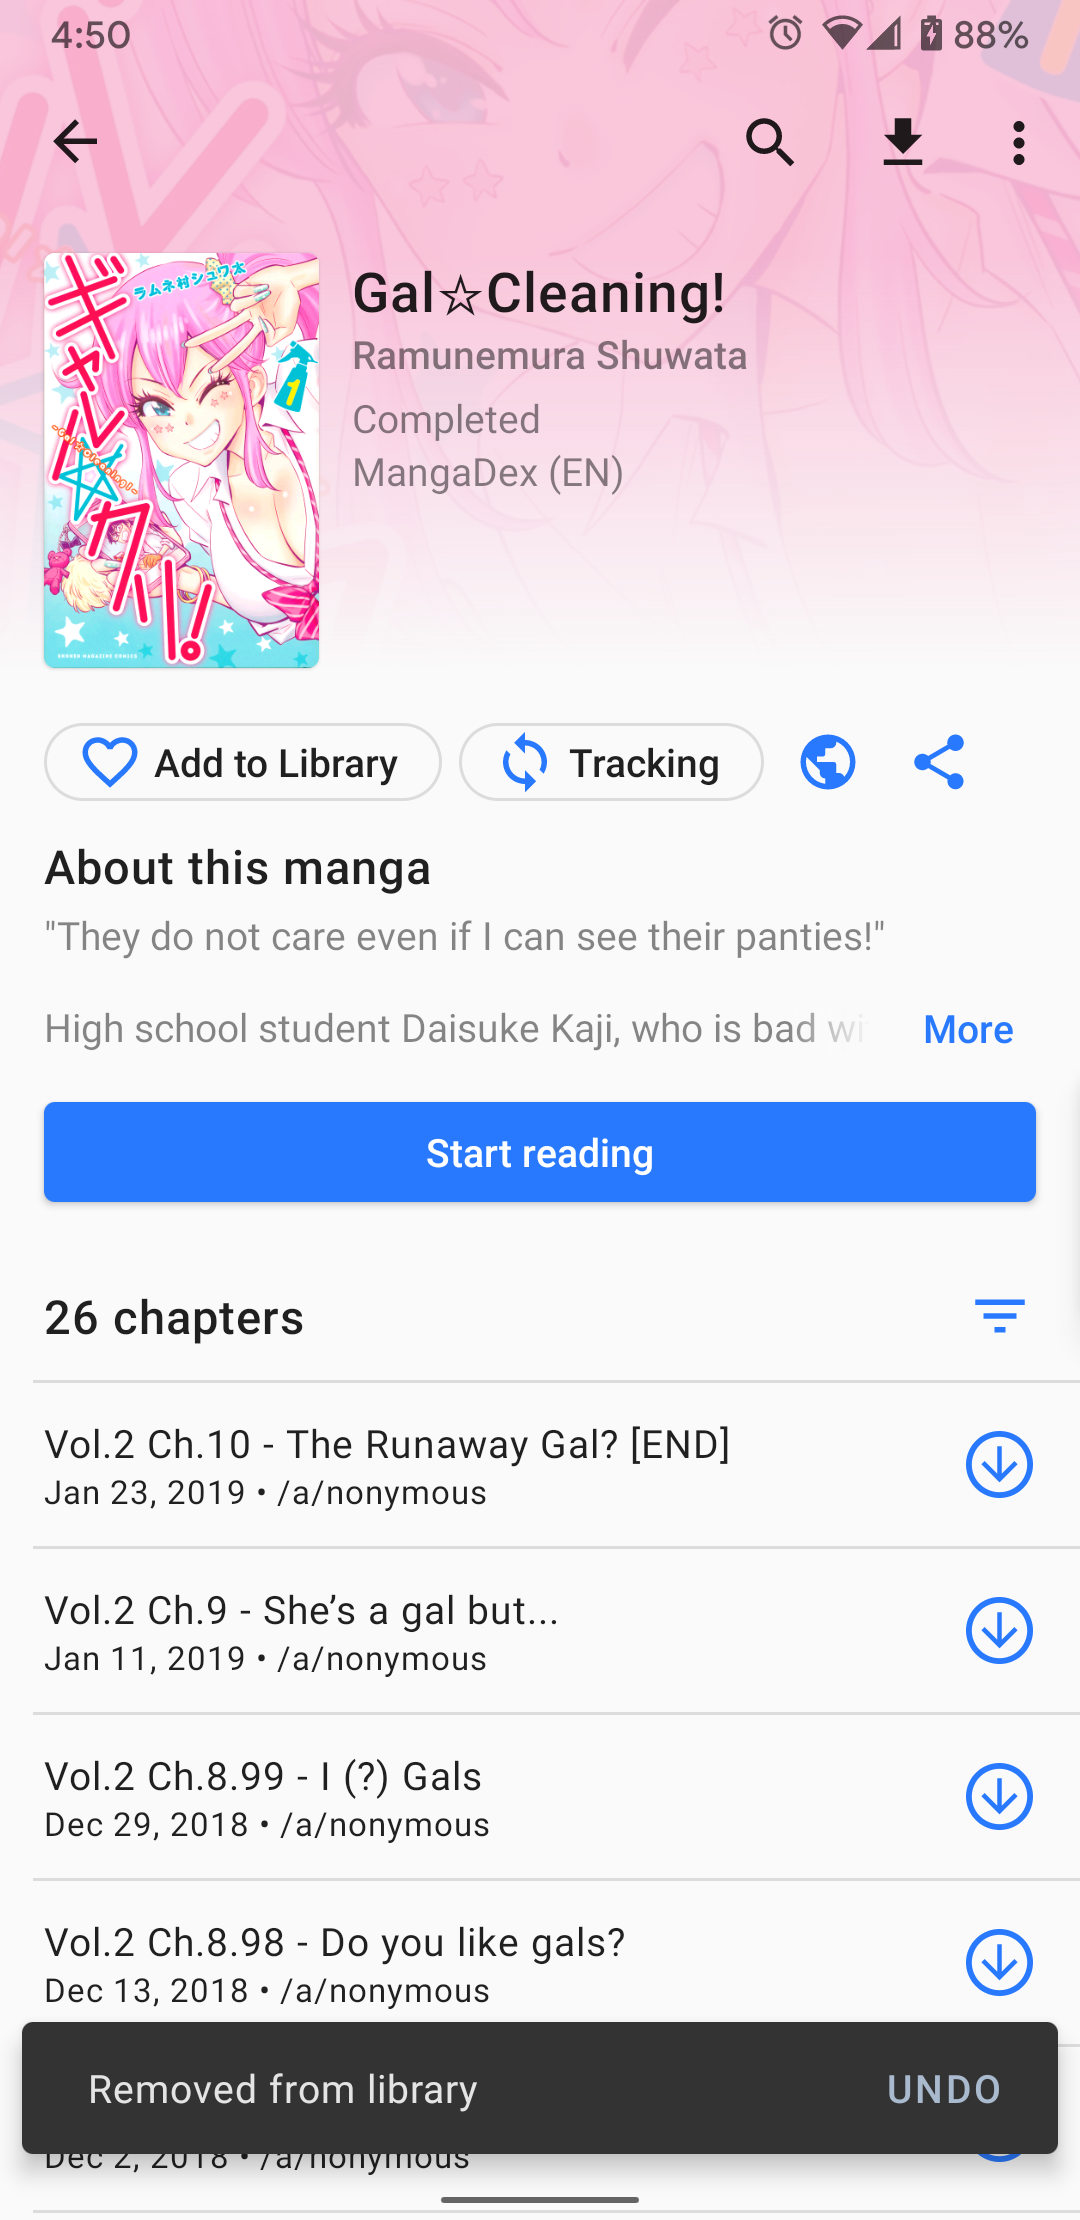 4:50
88%
ギャル☆クリ!
ラムネ村シュワ太
1
SHONEN MAGAZINE COMICS
Gal☆Cleaning!
Ramunemura Shuwata
Completed
MangaDex (EN)
Add to Library
Tracking
About this manga
"They do not care even if I can see their panties!"
High school student Daisuke Kaji, who is bad wi
More
Start reading
26 chapters
Vol.2 Ch.10 - The Runaway Gal? [END]
Jan 23, 2019 • /a/nonymous
Vol.2 Ch.9 - She’s a gal but...
Jan 11, 2019 • /a/nonymous
Vol.2 Ch.8.99 - I (?) Gals
Dec 29, 2018 • /a/nonymous
Vol.2 Ch.8.98 - Do you like gals?
Dec 13, 2018 • /a/nonymous
Removed from library
UNDO
Dec 2, 2018 • /a/nonymous